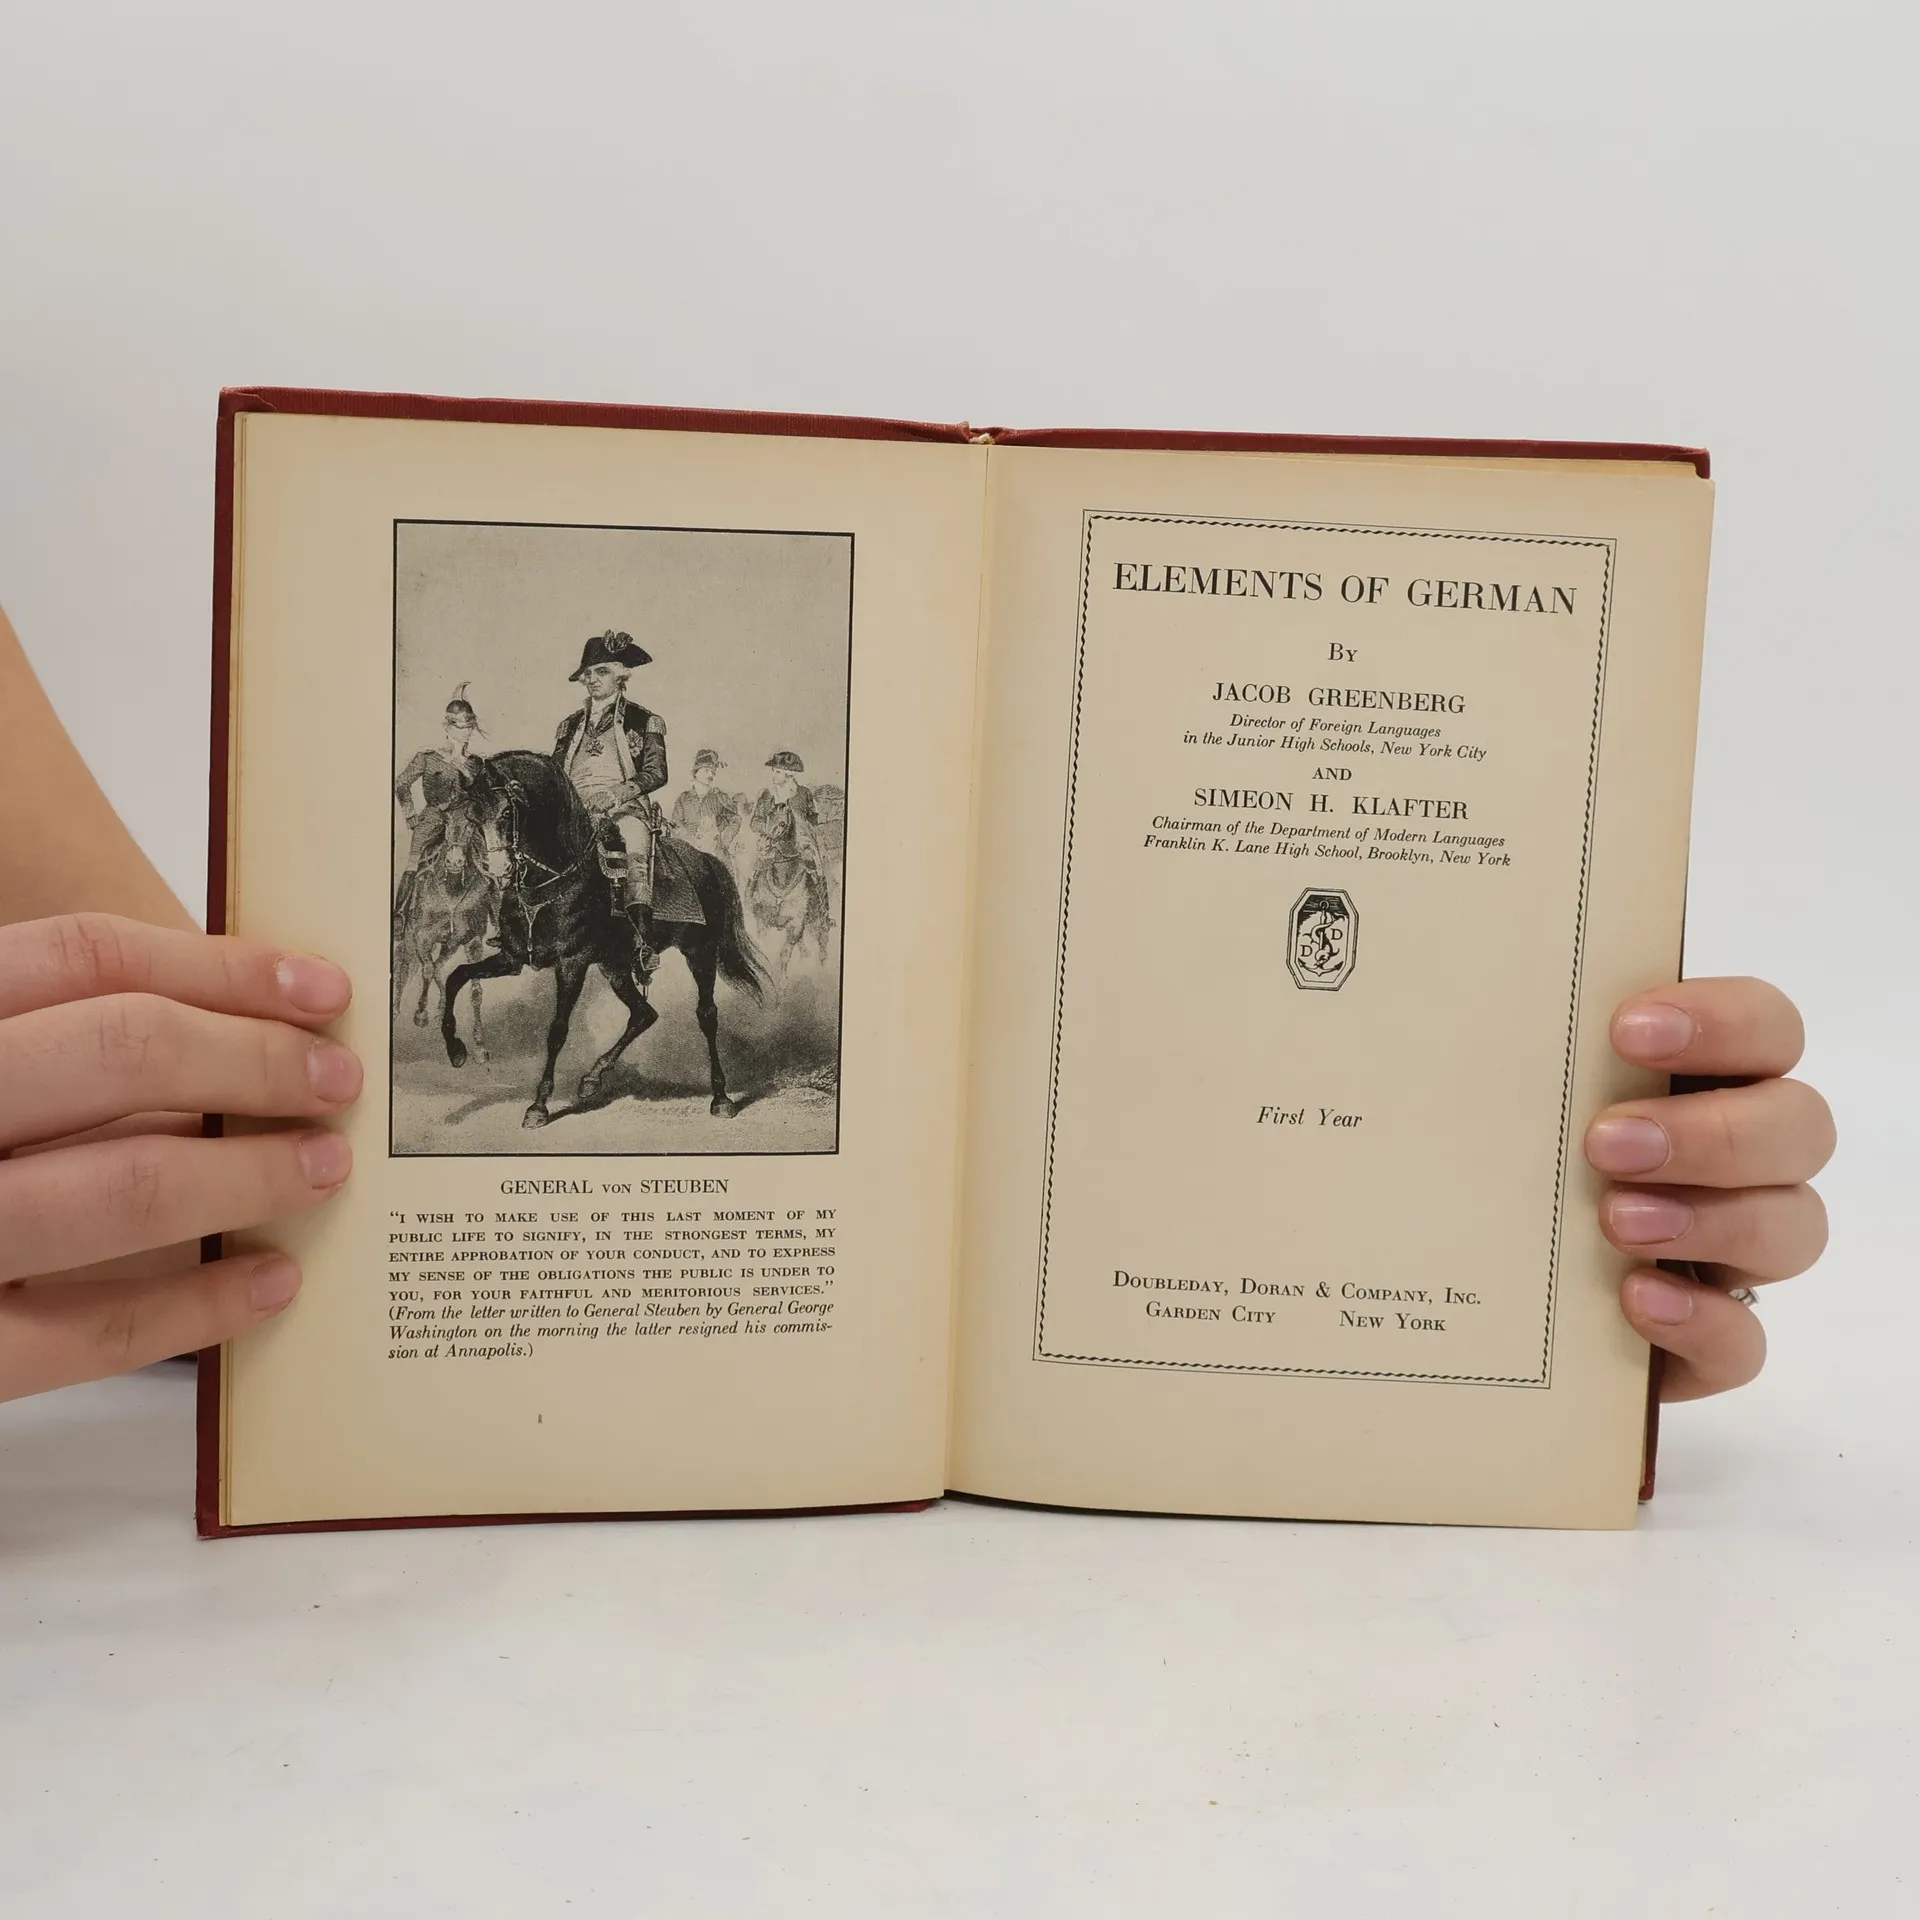 GENERAL VON STEUBEN
"I WISH TO MAKE USE OF THIS LAST MOMENT OF MY
PUBLIC LIFE TO SIGNIFY, IN THE STRONGEST TERMS, MY
ENTIRE APPROBATION OF YOUR CONDUCT, AND TO EXPRESS
MY SENSE OF THE OBLIGATIONS THE PUBLIC IS UNDER TO
YOU, FOR YOUR FAITHFUL AND MERITORIOUS SERVICES."
(From the letter written to General Steuben by General George
Washington on the morning the latter resigned his commis-
sion at Annapolis.)
ELEMENTS OF GERMAN
BY
JACOB GREENBERG
Director of Foreign Languages
in the Junior High Schools, New York City
AND
SIMEON H. KLAFTER
Chairman of the Department of Modern Languages
Franklin K. Lane High School, Brooklyn, New York
D D
First Year
DOUBLEDAY, DORAN & COMPANY, INC.
GARDEN CITY NEW YORK